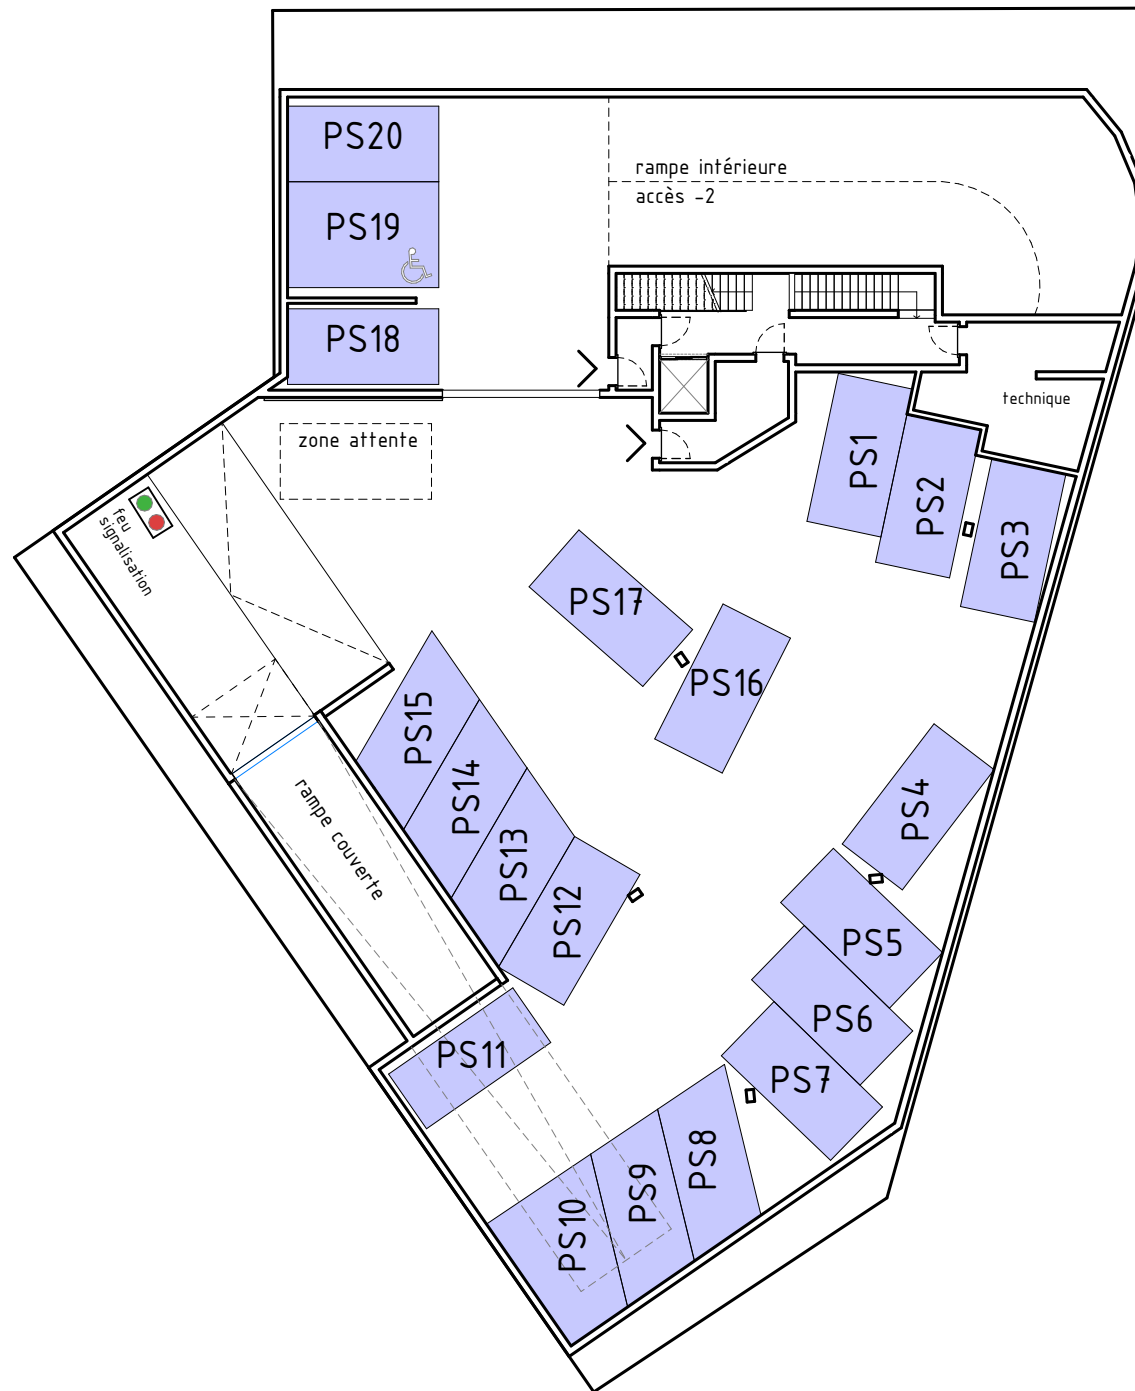 PS20
rampe intérieure
accès -2
PS19
PS18
technique
zone attente
PS1
PS2
PS3
feu
signalisation
PS17
PS16
PS15
PS14
PS13
PS12
PS4
rampe couverte
PS5
PS6
PS11
PS7
PS8
PS9
PS10